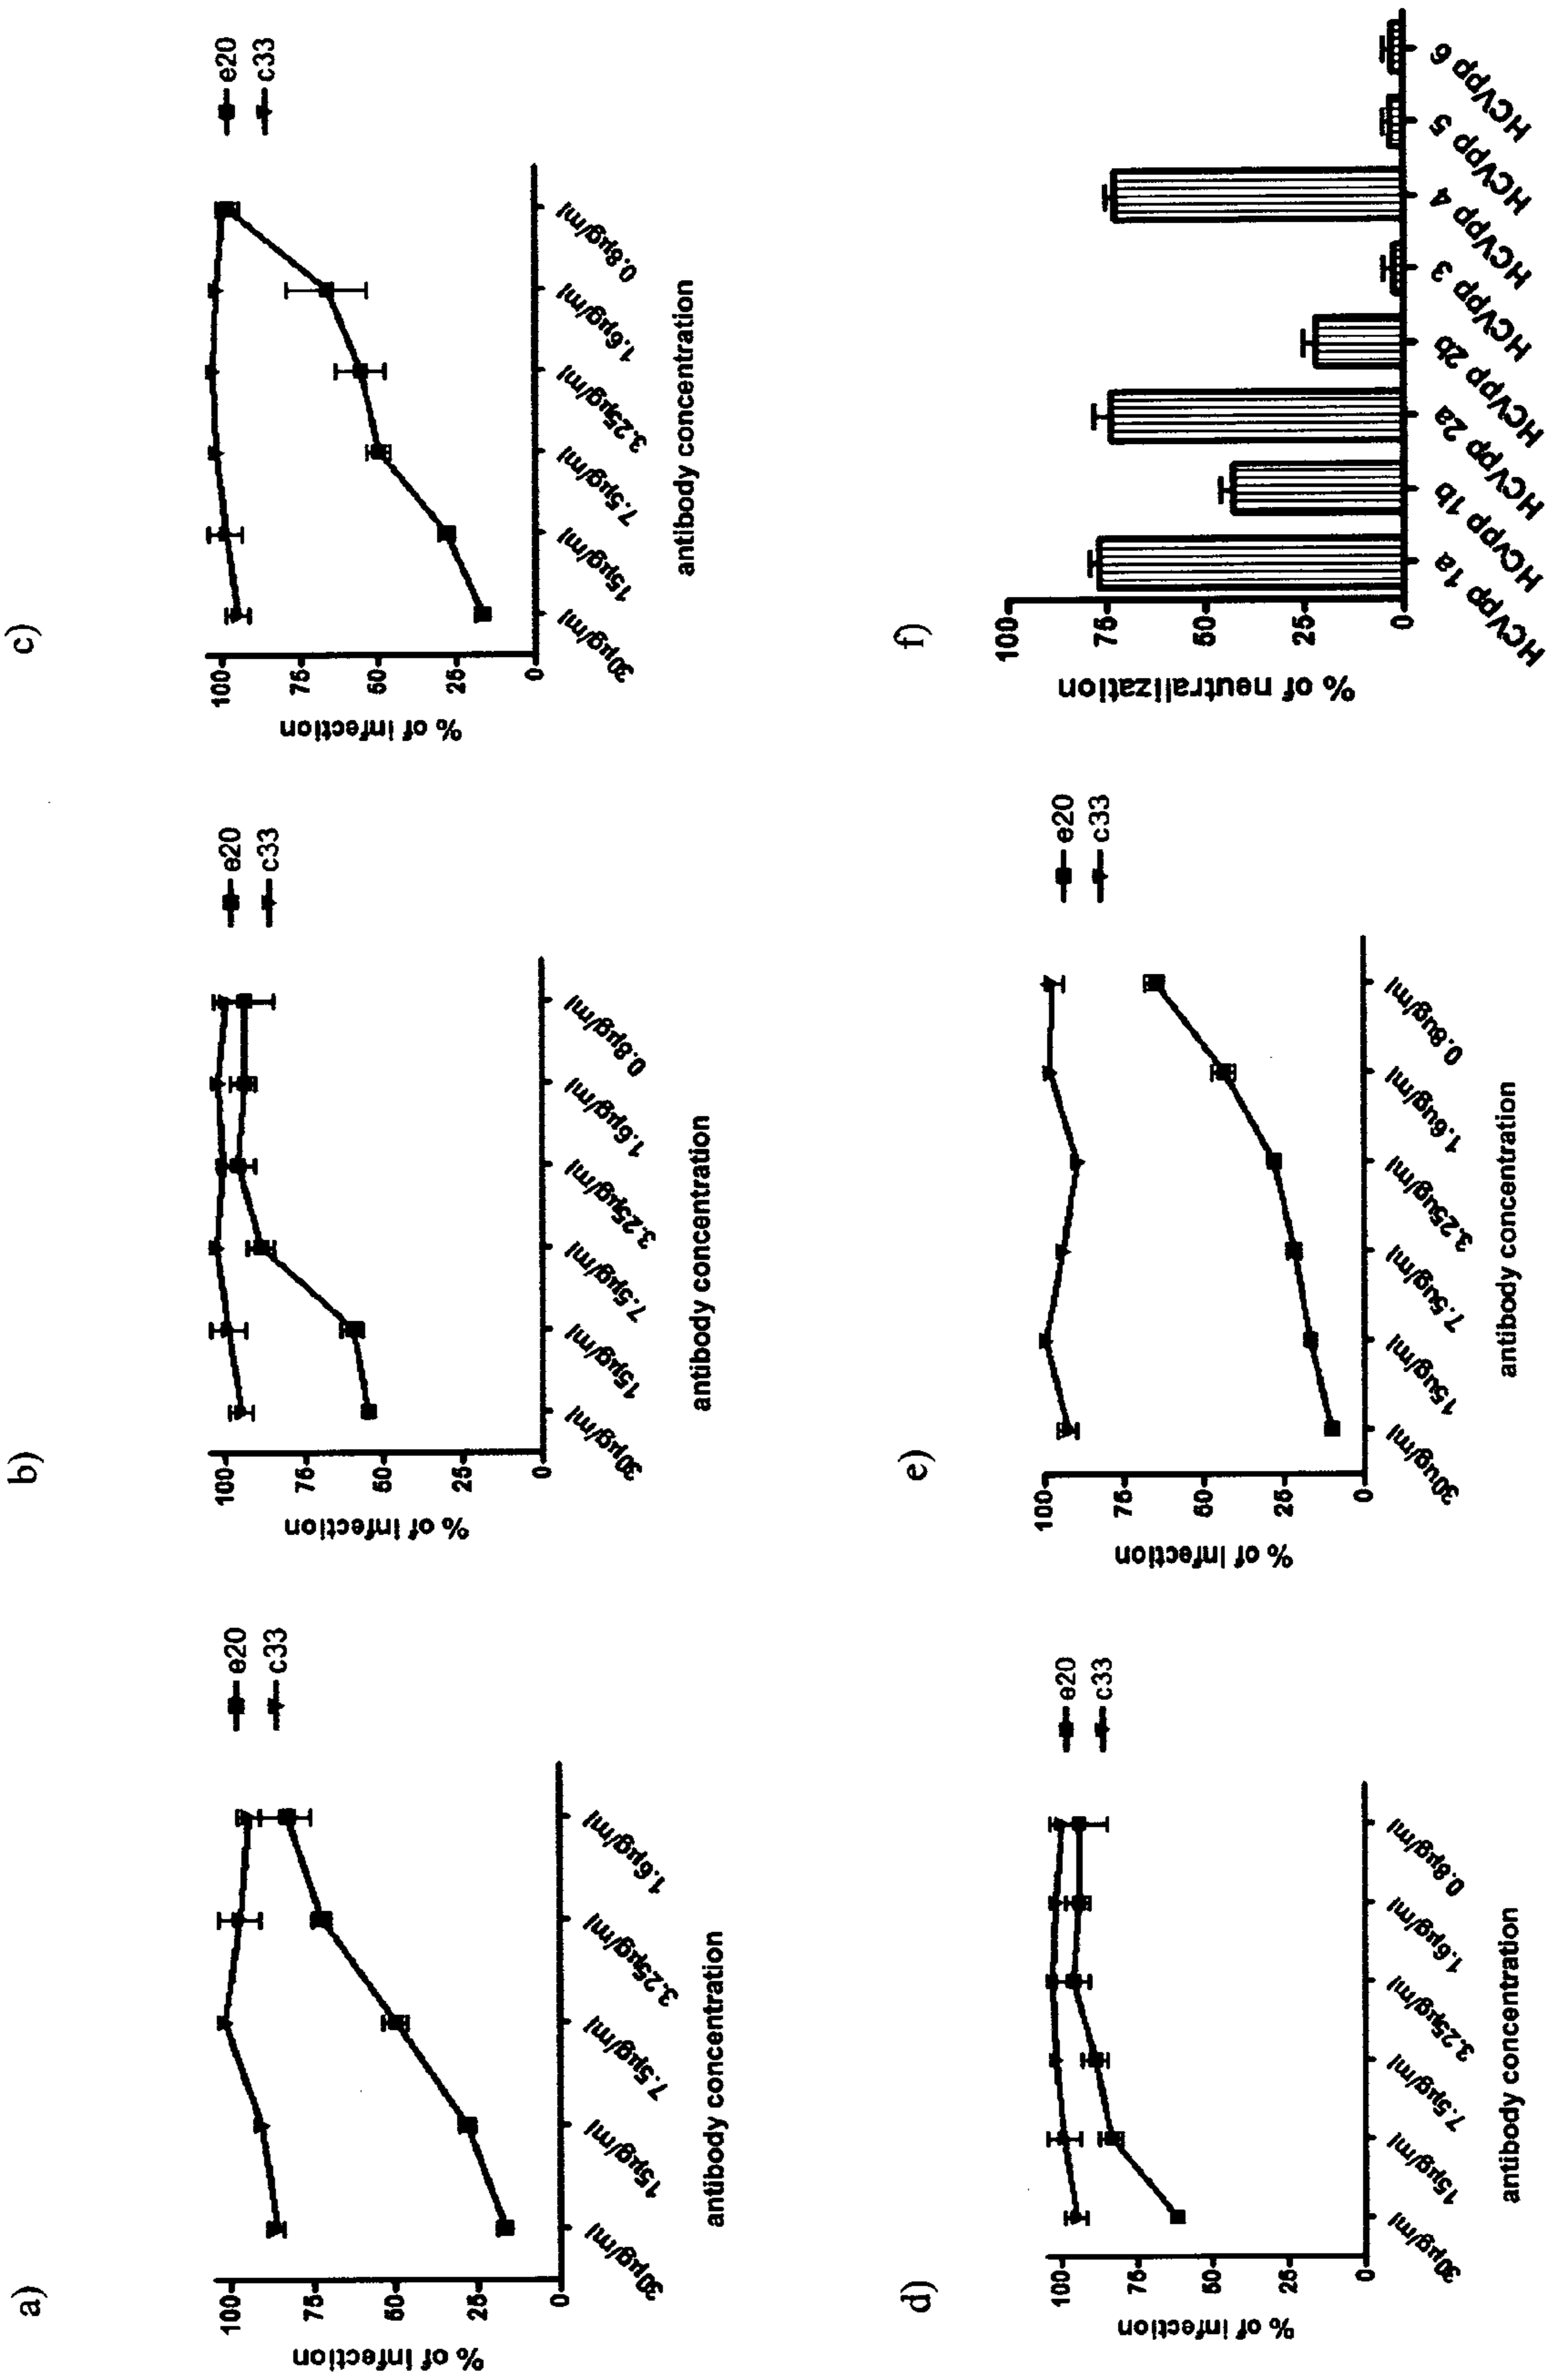 a)
e20
c33
% of infection
100
75
50
25
0
30µg/ml
15µg/ml
7.5µg/ml
3.25µg/ml
1.6µg/ml
antibody concentration
b)
e20
c33
% of infection
100
75
50
25
0
30µg/ml
15µg/ml
7.5µg/ml
3.25µg/ml
1.6µg/ml
0.8µg/ml
antibody concentration
c)
e20
c33
% of infection
100
75
50
25
0
30µg/ml
15µg/ml
7.5µg/ml
3.25µg/ml
1.6µg/ml
0.8µg/ml
antibody concentration
d)
e20
c33
% of infection
100
75
50
25
0
30µg/ml
15µg/ml
7.5µg/ml
3.25µg/ml
1.6µg/ml
0.8µg/ml
antibody concentration
e)
e20
c33
% of infection
100
75
50
25
0
30ug/ml
15ug/ml
7.5ug/ml
3.25ug/ml
1.6ug/ml
0.8ug/ml
antibody concentration
f)
% of neutralization
100
75
50
25
0
HCVpp 1a
HCVpp 1b
HCVpp 2a
HCVpp 2b
HCVpp 3
HCVpp 4
HCVpp 5
HCVpp 6